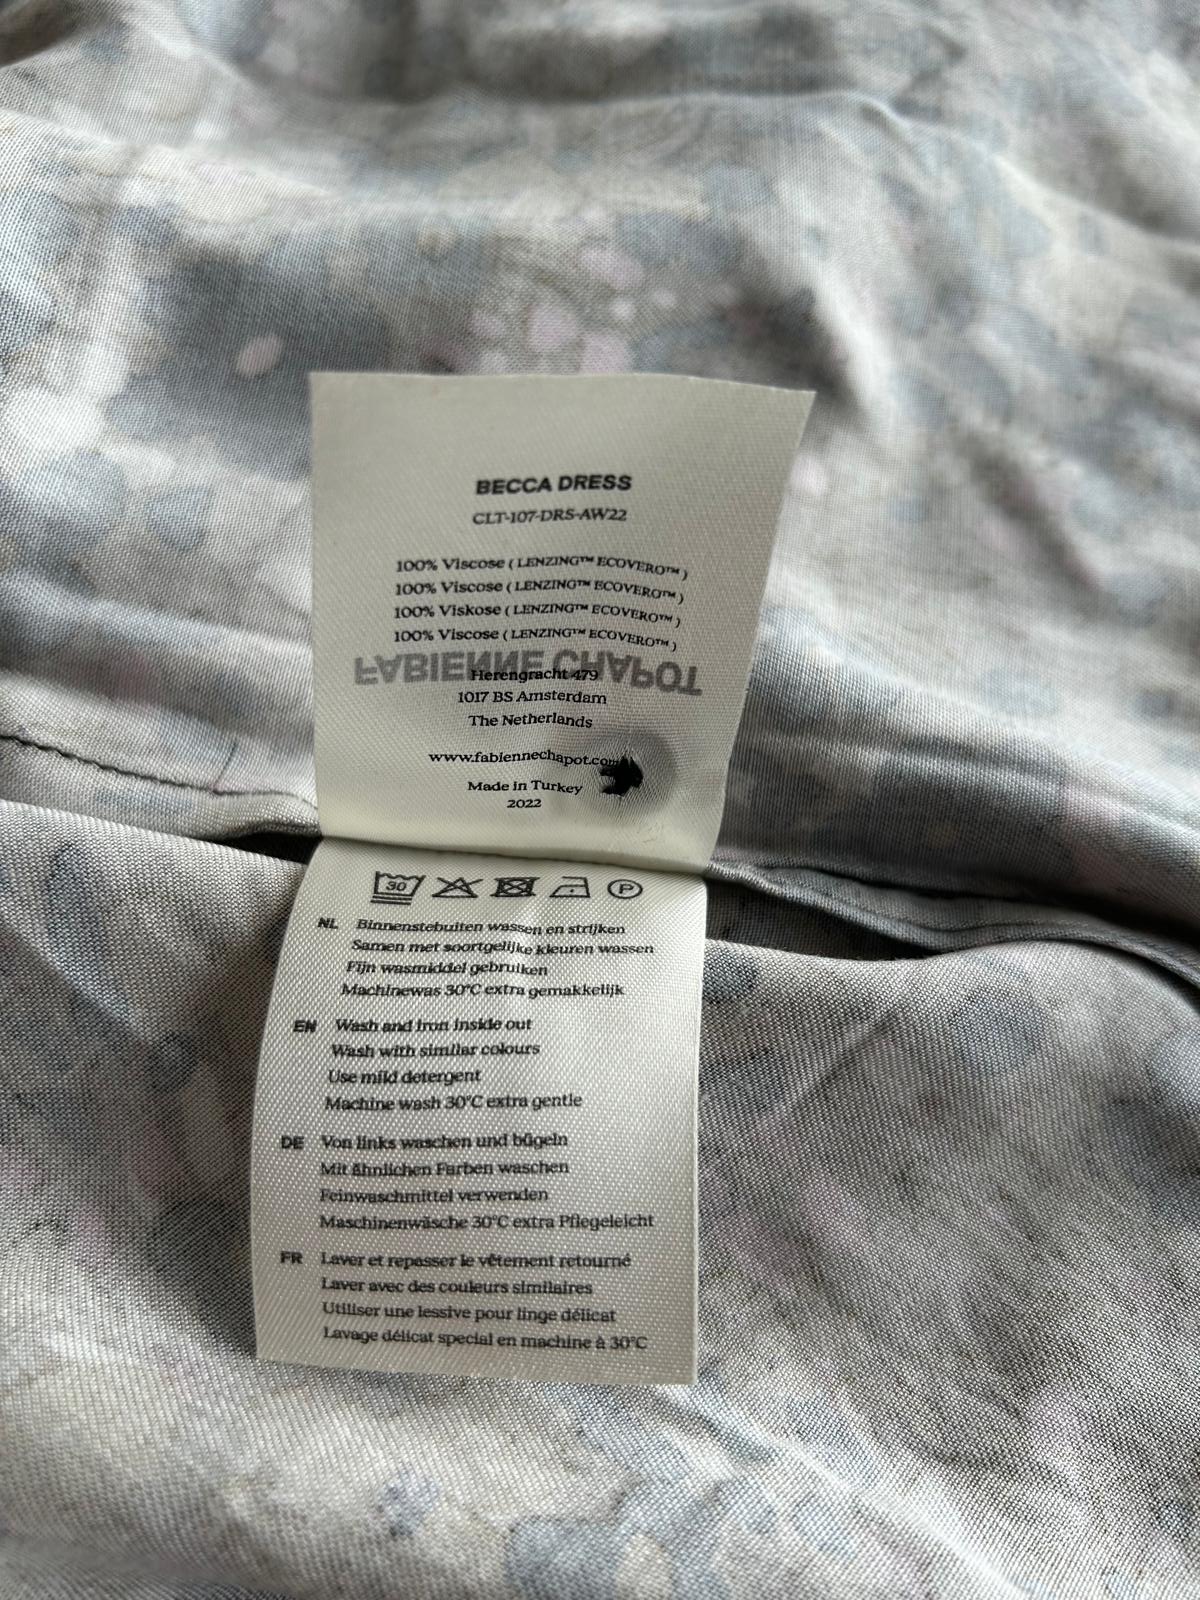 BECCA DRESS
CLT-107-DRS-AW22
100% Viscose ( LENZING™ ECOVERO™ )
100% Viscose ( LENZING™ ECOVERO™ )
100% Viskose ( LENZING™ ECOVERO™ )
100% Viscose ( LENZING™ ECOVERO™ )
FABIENNE CHAPOT
Herengracht 479
1017 BS Amsterdam
The Netherlands
www.fabiennechapot.com
Made in Turkey
2022
30 P
NL Binnenstebuiten wassen en strijken
Samen met soortgelijke kleuren wassen
Fijn wasmiddel gebruiken
Machinewas 30°C extra gemakkelijk
EN Wash and iron inside out
Wash with similar colours
Use mild detergent
Machine wash 30°C extra gentle
DE Von links waschen und bügeln
Mit ähnlichen Farben waschen
Feinwaschmittel verwenden
Maschinenwäsche 30°C extra Pflegeleicht
FR Laver et repasser le vêtement retourné
Laver avec des couleurs similaires
Utiliser une lessive pour linge délicat
Lavage délicat special en machine à 30°C